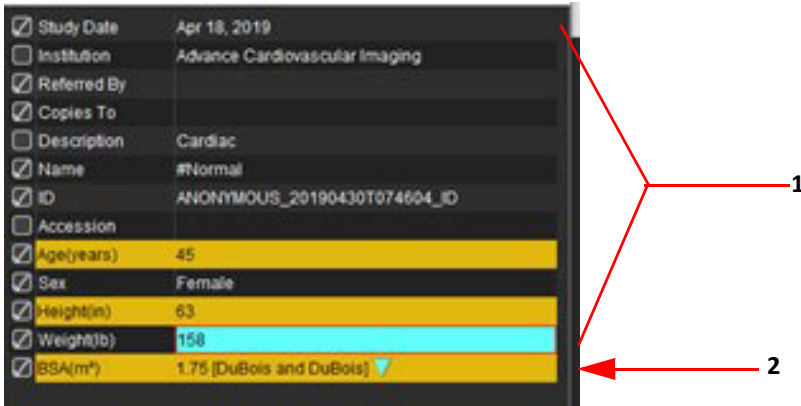 Study Date Apr 18, 2019
Institution Advance Cardiovascular Imaging
Referred By
Copies To
Description Cardiac
Name #Normal
ID ANONYMOUS_20190430T074604_ID
Accession
Age(years) 45
Sex Female
Height(in) 63
Weight(lb) 158
BSA(m²) 1.75 [DuBois and DuBois]
1
2